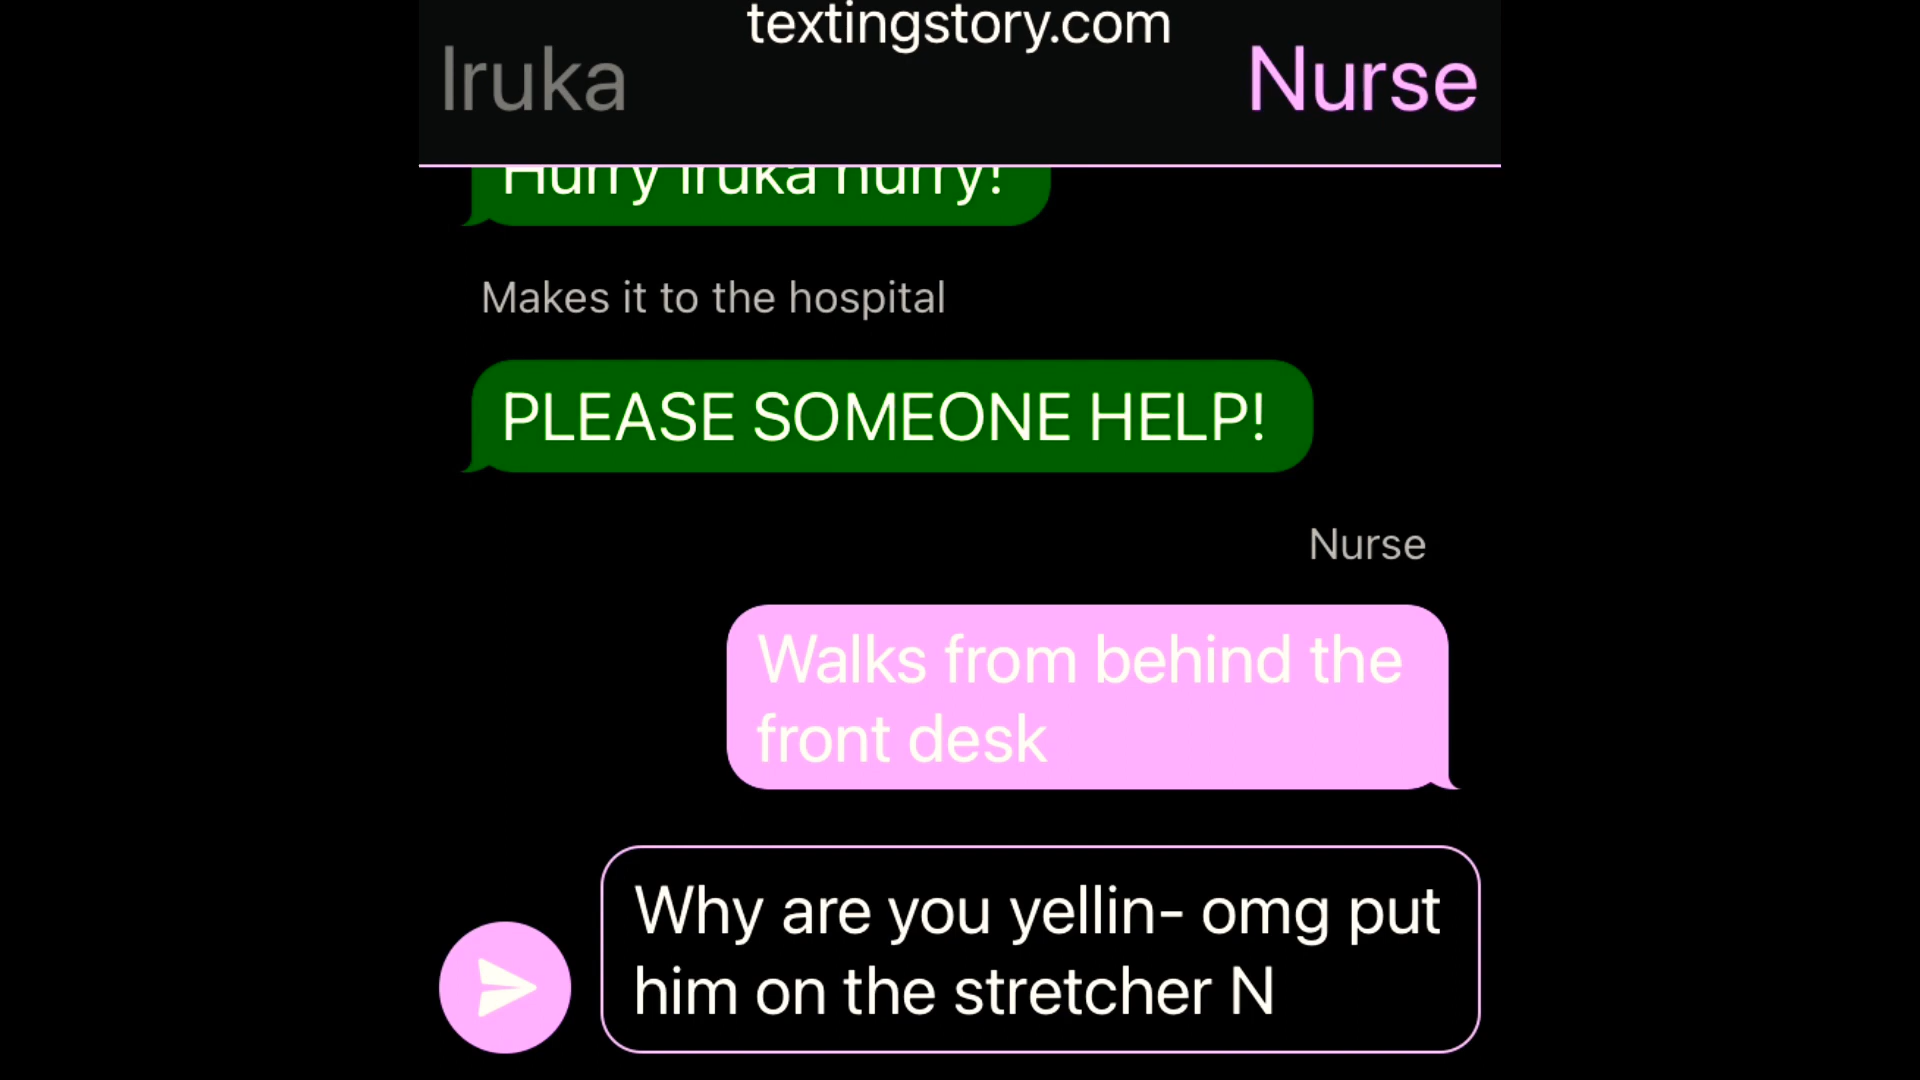 textingstory.com
Iruka
Nurse
Hurry Iruka hurry!
Makes it to the hospital
PLEASE SOMEONE HELP!
Nurse
Walks from behind the
front desk
Why are you yellin- omg put
him on the stretcher N